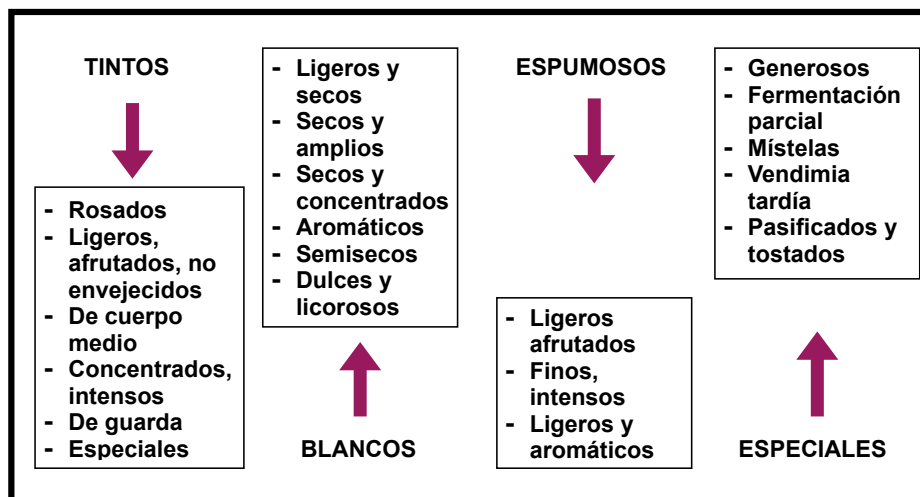 TINTOS
- Rosados
- Ligeros,
afrutados, no
envejecidos
- De cuerpo
medio
- Concentrados,
intensos
- De guarda
- Especiales
- Ligeros y
secos
- Secos y
amplios
- Secos y
concentrados
- Aromáticos
- Semisecos
- Dulces y
licorosos
BLANCOS
ESPUMOSOS
- Ligeros
afrutados
- Finos,
intensos
- Ligeros y
aromáticos
- Generosos
- Fermentación
parcial
- Místelas
- Vendimia
tardía
- Pasificados y
tostados
ESPECIALES